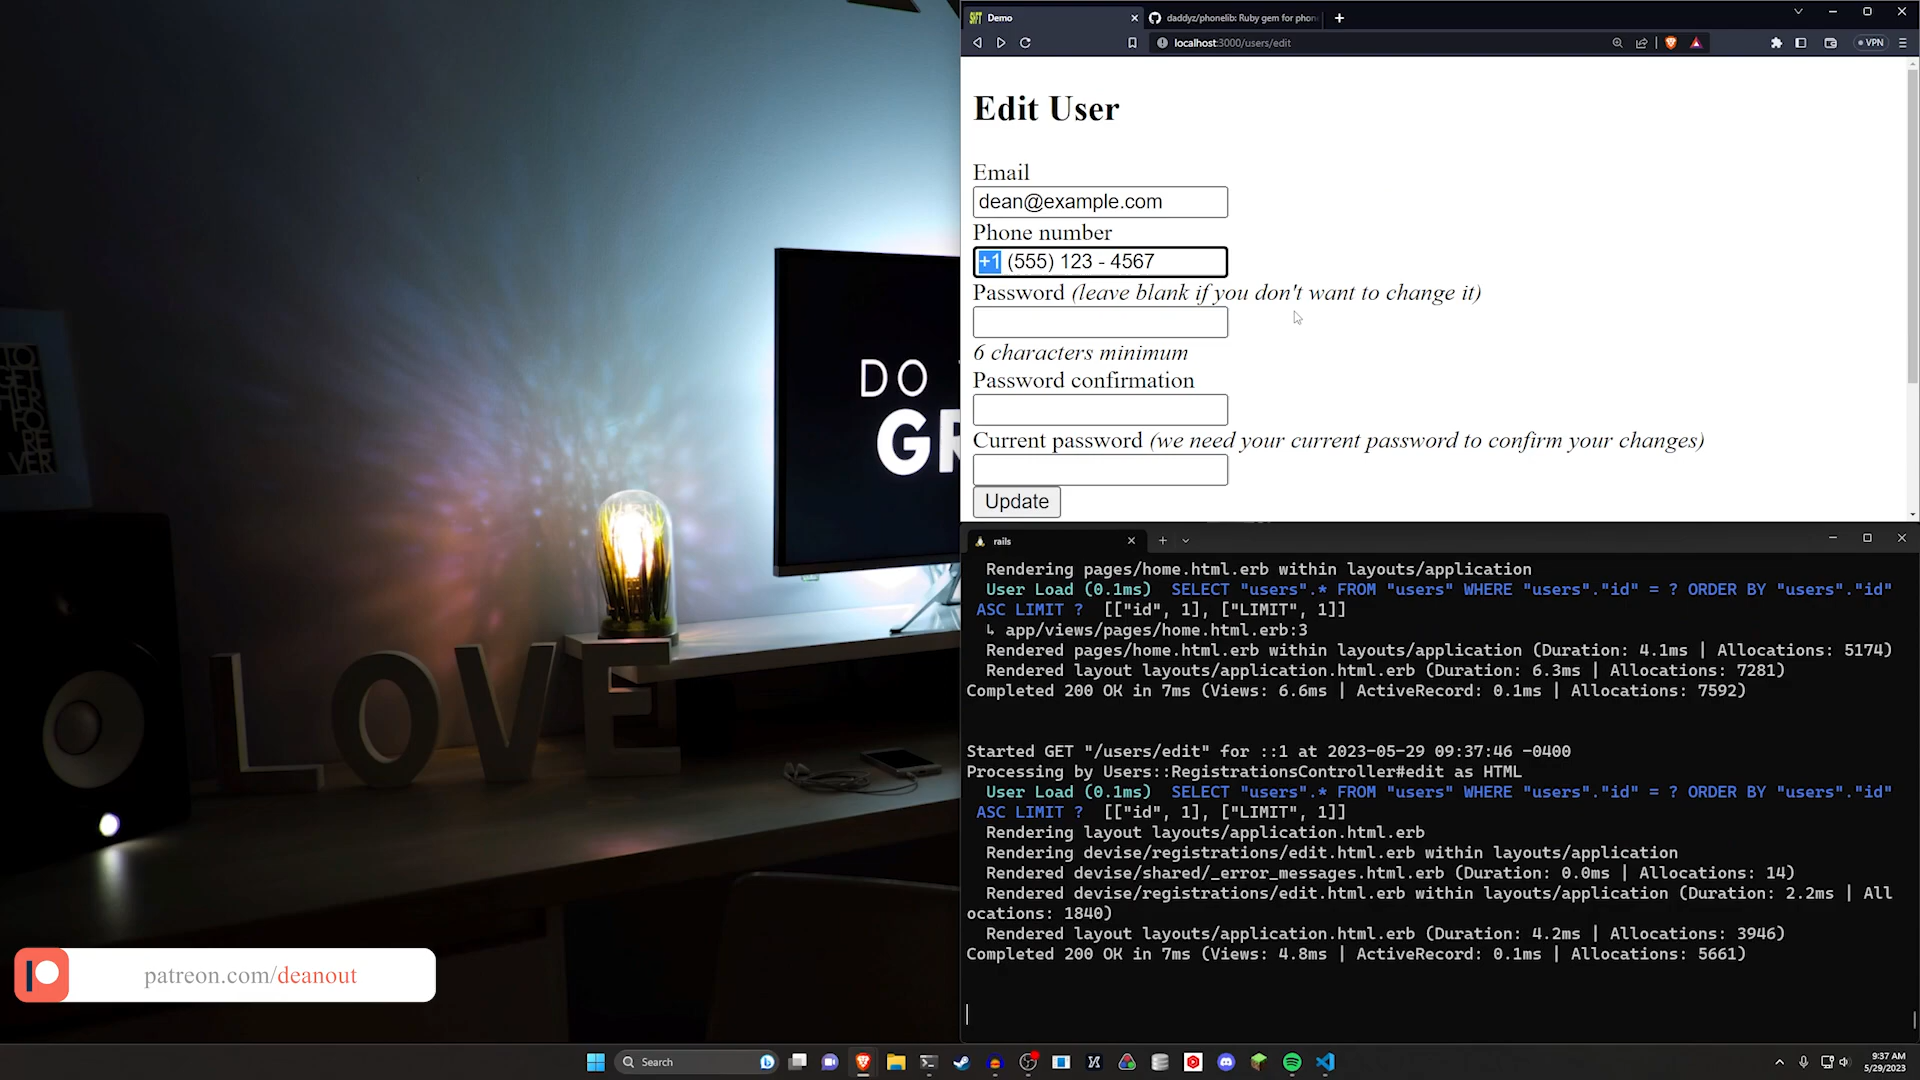 Demo
daddyz/phonelib: Ruby gem for phon
localhost:3000/users/edit
VPN
Edit User
Email
dean@example.com
Phone number
+1 (555) 123 - 4567
Password (leave blank if you don't want to change it)
6 characters minimum
Password confirmation
Current password (we need your current password to confirm your changes)
Update
rails
Rendering pages/home.html.erb within layouts/application
User Load (0.1ms)  SELECT "users".* FROM "users" WHERE "users"."id" = ? ORDER BY "users"."id"
ASC LIMIT ?  [["id", 1], ["LIMIT", 1]]
↳ app/views/pages/home.html.erb:3
Rendered pages/home.html.erb within layouts/application (Duration: 4.1ms | Allocations: 5174)
Rendered layout layouts/application.html.erb (Duration: 6.3ms | Allocations: 7281)
Completed 200 OK in 7ms (Views: 6.6ms | ActiveRecord: 0.1ms | Allocations: 7592)
Started GET "/users/edit" for ::1 at 2023-05-29 09:37:46 -0400
Processing by Users::RegistrationsController#edit as HTML
User Load (0.1ms)  SELECT "users".* FROM "users" WHERE "users"."id" = ? ORDER BY "users"."id"
ASC LIMIT ?  [["id", 1], ["LIMIT", 1]]
Rendering layout layouts/application.html.erb
Rendering devise/registrations/edit.html.erb within layouts/application
Rendered devise/shared/_error_messages.html.erb (Duration: 0.0ms | Allocations: 14)
Rendered devise/registrations/edit.html.erb within layouts/application (Duration: 2.2ms | All
ocations: 1840)
Rendered layout layouts/application.html.erb (Duration: 4.2ms | Allocations: 3946)
Completed 200 OK in 7ms (Views: 4.8ms | ActiveRecord: 0.1ms | Allocations: 5661)
DO
GR
TO
GET
HER
FO
RE
VER
LOVE
patreon.com/deanout
Search
9:37 AM
5/29/2023